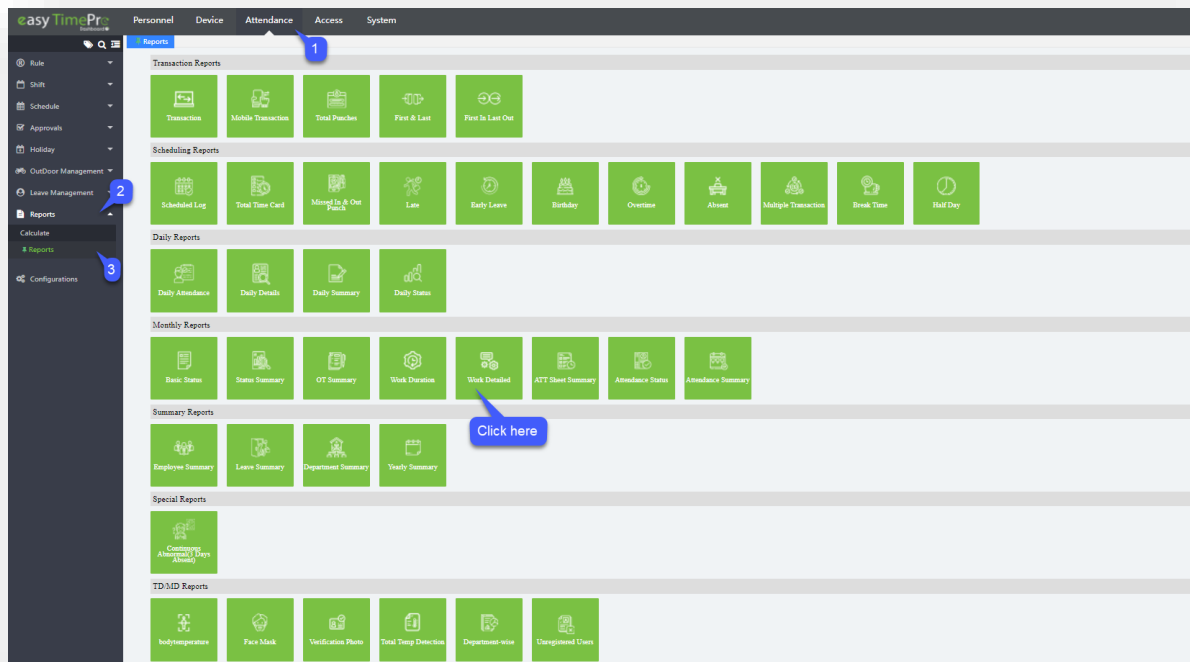 easy TimePro
Dashboard
Personnel Device Attendance Access System
Reports
1
Rule
Shift
Schedule
Approvals
Holiday
OutDoor Management
Leave Management
2
Reports
Calculate
Reports
3
Configurations
Transaction Reports
Transaction
Mobile Transaction
Total Punches
First & Last
First In Last Out
Scheduling Reports
Scheduled Log
Total Time Card
Missed In & Out
Punch
Late
Early Leave
Birthday
Overtime
Absent
Multiple Transaction
Break Time
Half Day
Daily Reports
Daily Attendance
Daily Details
Daily Summary
Daily Status
Monthly Reports
Basic Status
Status Summary
OT Summary
Work Duration
Work Detailed
ATT Sheet Summary
Attendance Status
Attendance Summary
Click here
Summary Reports
Employee Summary
Leave Summary
Department Summary
Yearly Summary
Special Reports
Continuous
Abnormal(3 Days
Absent)
TD/MD Reports
bodytemperature
Face Mask
Verification Photo
Total Temp Detection
Department-wise
Unregistered Users